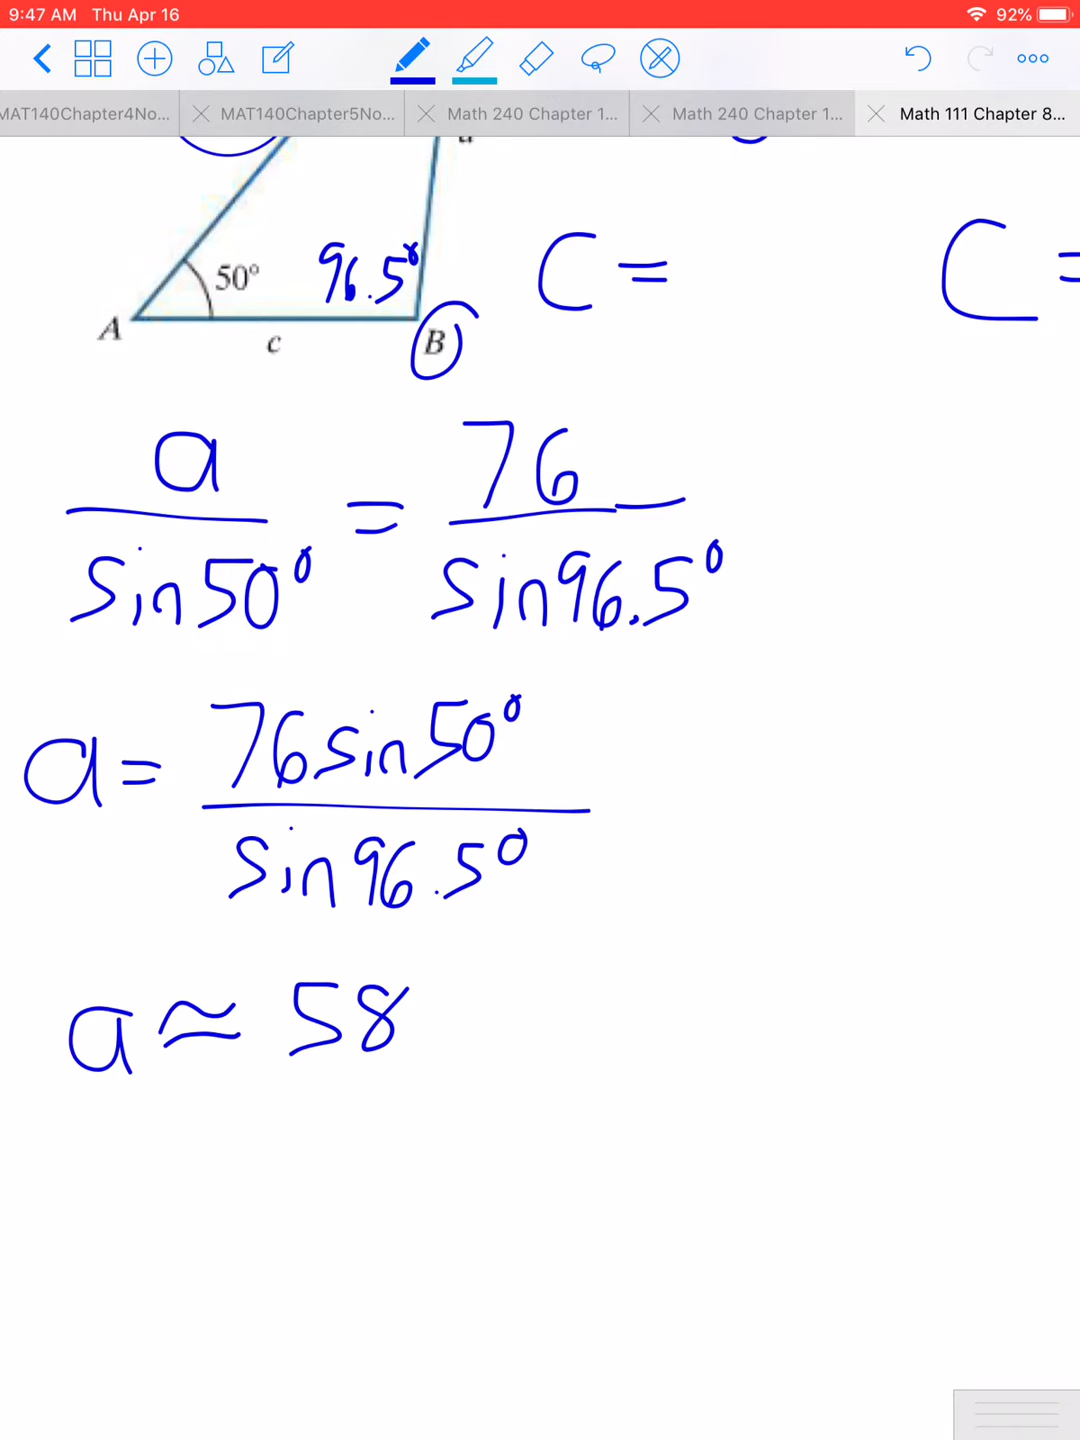 9:47 AM Thu Apr 16 92%
MAT140Chapter4No... MAT140Chapter5No... Math 240 Chapter 1... Math 240 Chapter 1... Math 111 Chapter 8...
a
50° 96.5° C = C =
A c B
a = 76
sin50° sin96.5°
a = 76sin50°
sin96.5°
a ≈ 58